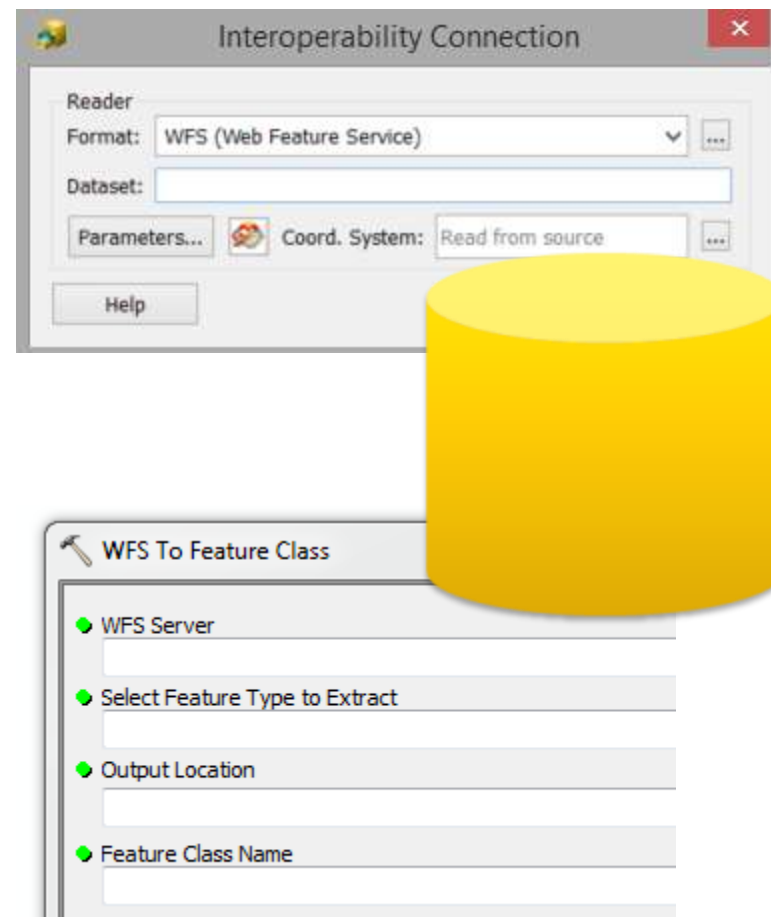 Interoperability Connection
Reader
Format: WFS (Web Feature Service) ...
Dataset:
Parameters... Coord. System: Read from source ...
Help
WFS To Feature Class
WFS Server
Select Feature Type to Extract
Output Location
Feature Class Name